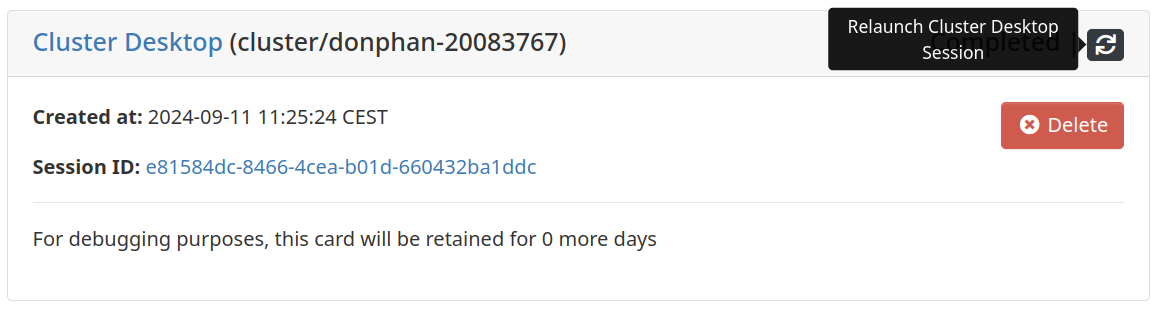 Cluster Desktop (cluster/donphan-20083767)
Relaunch Cluster Desktop
Session
Completed |
Created at: 2024-09-11 11:25:24 CEST
Delete
Session ID: e81584dc-8466-4cea-b01d-660432ba1ddc
For debugging purposes, this card will be retained for 0 more days